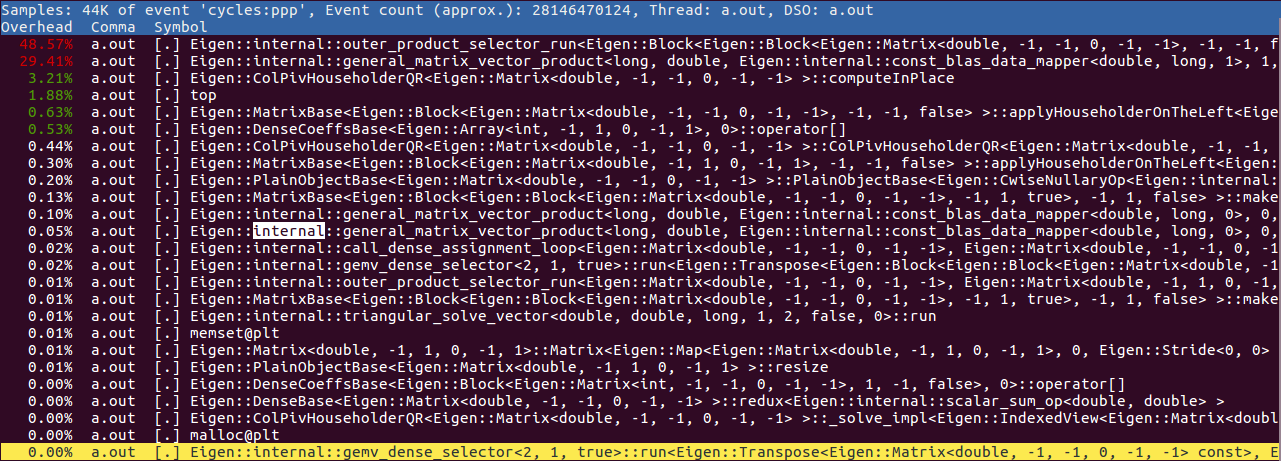 Samples: 44K of event 'cycles:ppp', Event count (approx.): 28146470124, Thread: a.out, DSO: a.out
Overhead Comma Symbol
48.57% a.out [.] Eigen::internal::outer_product_selector_run<Eigen::Block<Eigen::Block<Eigen::Matrix<double, -1, -1, 0, -1, -1>, -1, -1, f
29.41% a.out [.] Eigen::internal::general_matrix_vector_product<long, double, Eigen::internal::const_blas_data_mapper<double, long, 1>, 1,
3.21% a.out [.] Eigen::ColPivHouseholderQR<Eigen::Matrix<double, -1, -1, 0, -1, -1> >::computeInPlace
1.88% a.out [.] top
0.63% a.out [.] Eigen::MatrixBase<Eigen::Block<Eigen::Matrix<double, -1, -1, 0, -1, -1>, -1, -1, false> >::applyHouseholderOnTheLeft<Eige
0.53% a.out [.] Eigen::DenseCoeffsBase<Eigen::Array<int, -1, 1, 0, -1, 1>, 0>::operator[]
0.44% a.out [.] Eigen::ColPivHouseholderQR<Eigen::Matrix<double, -1, -1, 0, -1, -1> >::ColPivHouseholderQR<Eigen::Matrix<double, -1, -1,
0.30% a.out [.] Eigen::MatrixBase<Eigen::Block<Eigen::Matrix<double, -1, 1, 0, -1, 1>, -1, -1, false> >::applyHouseholderOnTheLeft<Eigen:
0.20% a.out [.] Eigen::PlainObjectBase<Eigen::Matrix<double, -1, -1, 0, -1, -1> >::PlainObjectBase<Eigen::CwiseNullaryOp<Eigen::internal:
0.13% a.out [.] Eigen::MatrixBase<Eigen::Block<Eigen::Block<Eigen::Matrix<double, -1, -1, 0, -1, -1>, -1, 1, true>, -1, 1, false> >::make
0.10% a.out [.] Eigen::internal::general_matrix_vector_product<long, double, Eigen::internal::const_blas_data_mapper<double, long, 0>, 0,
0.05% a.out [.] Eigen::internal::general_matrix_vector_product<long, double, Eigen::internal::const_blas_data_mapper<double, long, 0>, 0,
0.02% a.out [.] Eigen::internal::call_dense_assignment_loop<Eigen::Matrix<double, -1, -1, 0, -1, -1>, Eigen::Matrix<double, -1, -1, 0, -1
0.02% a.out [.] Eigen::internal::gemv_dense_selector<2, 1, true>::run<Eigen::Transpose<Eigen::Block<Eigen::Block<Eigen::Matrix<double, -1
0.01% a.out [.] Eigen::internal::outer_product_selector_run<Eigen::Block<Eigen::Matrix<double, -1, 1, 0, -1, 1>, -1, -1, fals
0.01% a.out [.] Eigen::MatrixBase<Eigen::Block<Eigen::Block<Eigen::Matrix<double, -1, -1, 0, -1, -1>, -1, 1, true>, -1, 1, false> >::make
0.01% a.out [.] Eigen::internal::triangular_solve_vector<double, double, long, 1, 2, false, 0>::run
0.01% a.out [.] memset@plt
0.01% a.out [.] Eigen::Matrix<double, -1, 1, 0, -1, 1>::Matrix<Eigen::Map<Eigen::Matrix<double, -1, 1, 0, -1, 1>, 0, Eigen::Stride<0, 0>
0.01% a.out [.] Eigen::PlainObjectBase<Eigen::Matrix<double, -1, 1, 0, -1, 1> >::resize
0.00% a.out [.] Eigen::DenseCoeffsBase<Eigen::Block<Eigen::Matrix<int, -1, -1, 0, -1, -1>, 1, -1, false>, 0>::operator[]
0.00% a.out [.] Eigen::DenseBase<Eigen::Matrix<double, -1, -1, 0, -1, -1> >::redux<Eigen::internal::scalar_sum_op<double, double> >
0.00% a.out [.] Eigen::ColPivHouseholderQR<Eigen::Matrix<double, -1, -1, 0, -1, -1> >::_solve_impl<Eigen::IndexedView<Eigen::Matrix<doubl
0.00% a.out [.] malloc@plt
0.00% a.out [.] Eigen::internal::gemv_dense_selector<2, 1, true>::run<Eigen::Transpose<Eigen::Matrix<double, -1, -1, 0, -1, -1> const>, E